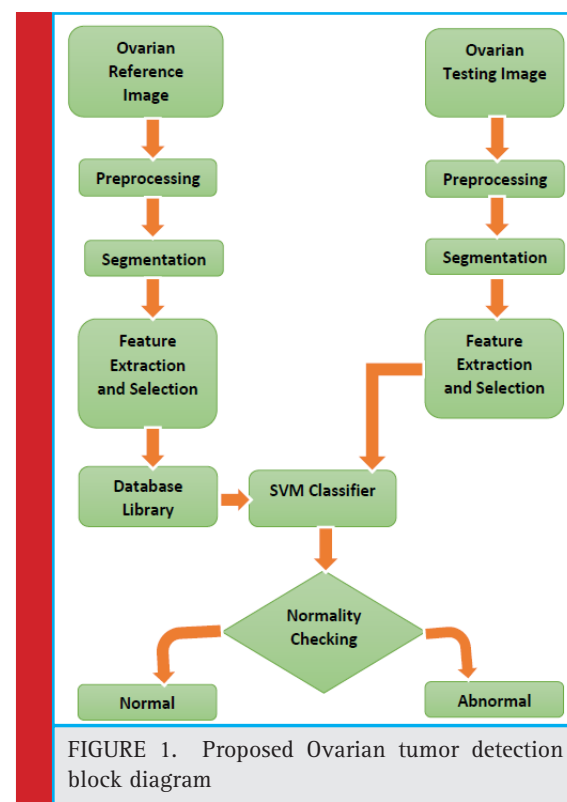 Ovarian
Reference
Image
Preprocessing
Segmentation
Feature
Extraction
and Selection
Database
Library
Ovarian
Testing Image
Preprocessing
Segmentation
Feature
Extraction
and Selection
SVM Classifier
Normality
Checking
Normal
Abnormal
FIGURE 1. Proposed Ovarian tumor detection
block diagram